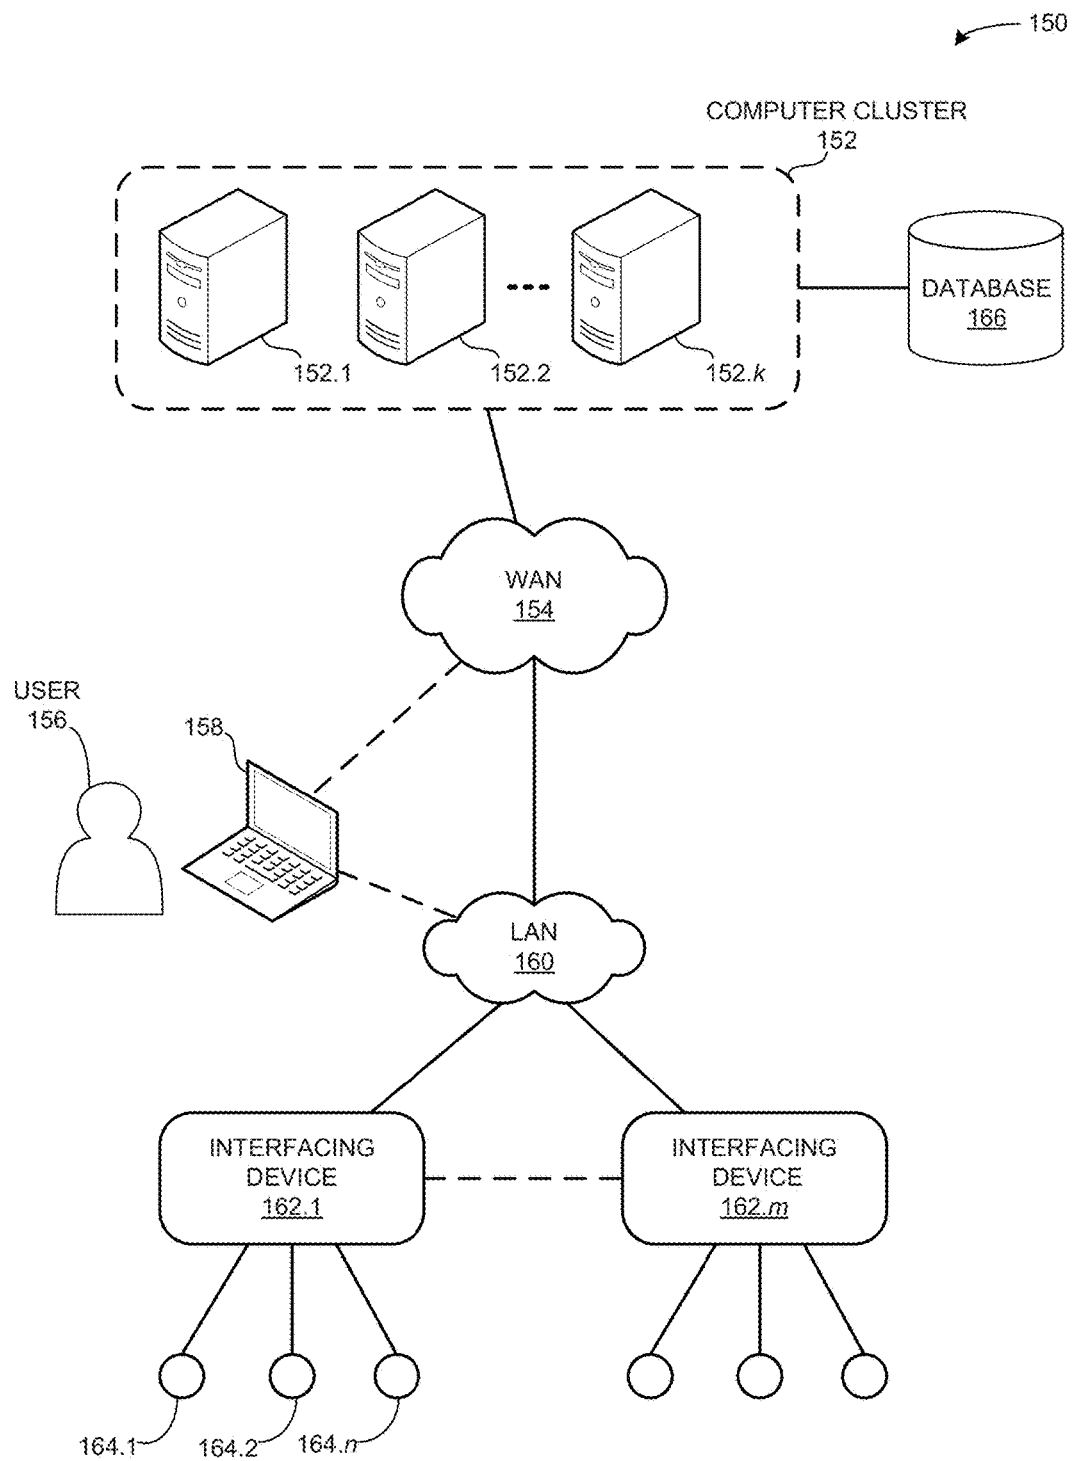 150
COMPUTER CLUSTER
152
152.1
152.2
152.k
DATABASE
166
WAN
154
USER
156
158
LAN
160
INTERFACING
DEVICE
162.1
INTERFACING
DEVICE
162.m
164.1
164.2
164.n